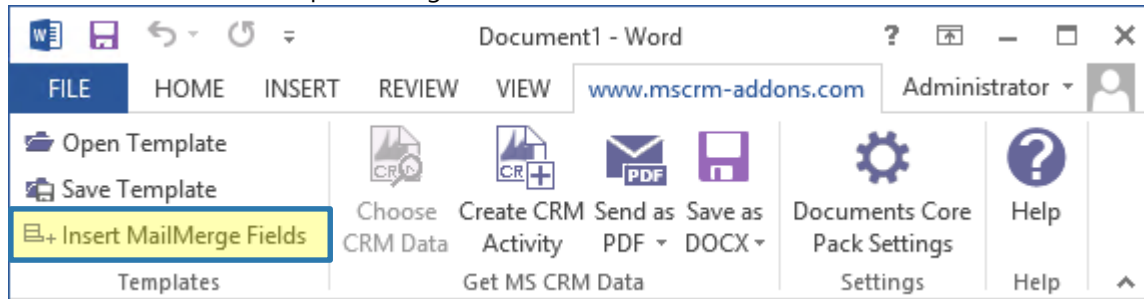 Document1 - Word
FILE HOME INSERT REVIEW VIEW www.mscrm-addons.com Administrator
Open Template
Save Template
Insert MailMerge Fields
Templates
CR
Choose
CRM Data
CR
Create CRM
Activity
PDF
Send as
PDF
Save as
DOCX
Get MS CRM Data
Documents Core
Pack Settings
Settings
?
Help
Help